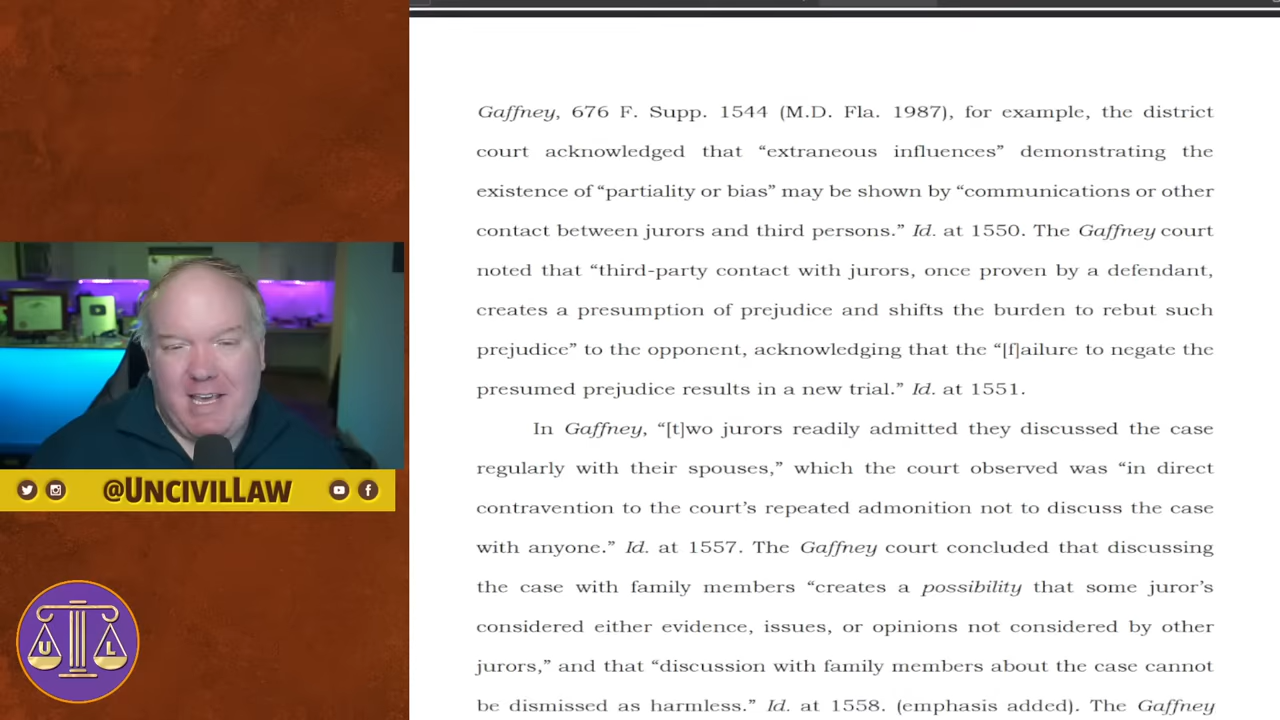 Gaffney, 676 F. Supp. 1544 (M.D. Fla. 1987), for example, the district
court acknowledged that “extraneous influences” demonstrating the
existence of “partiality or bias” may be shown by “communications or other
contact between jurors and third persons.” Id. at 1550. The Gaffney court
noted that “third-party contact with jurors, once proven by a defendant,
creates a presumption of prejudice and shifts the burden to rebut such
prejudice” to the opponent, acknowledging that the “[f]ailure to negate the
presumed prejudice results in a new trial.” Id. at 1551.
In Gaffney, “[t]wo jurors readily admitted they discussed the case
regularly with their spouses,” which the court observed was “in direct
contravention to the court’s repeated admonition not to discuss the case
with anyone.” Id. at 1557. The Gaffney court concluded that discussing
the case with family members “creates a possibility that some juror’s
considered either evidence, issues, or opinions not considered by other
jurors,” and that “discussion with family members about the case cannot
be dismissed as harmless.” Id. at 1558. (emphasis added). The Gaffney
@UNCIVILLAW
U L